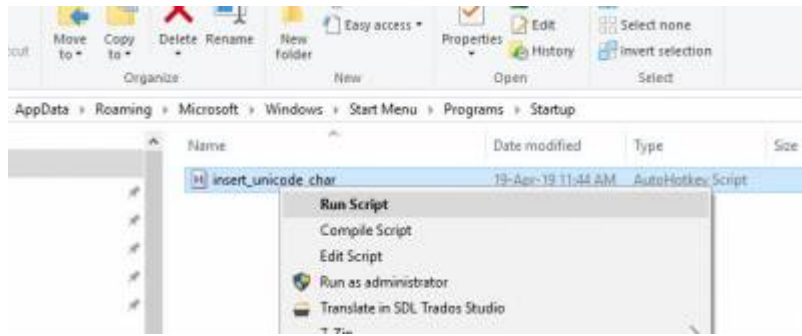 Easy access
Edit
Select none
Move to
Copy to
Delete
Rename
New folder
Properties
History
Invert selection
Organize
New
Open
Select
AppData › Roaming › Microsoft › Windows › Start Menu › Programs › Startup
Name
Date modified
Type
Size
insert_unicode_char
19-Apr-19 11:44 AM
AutoHotkey Script
Run Script
Compile Script
Edit Script
Run as administrator
Translate in SDL Trados Studio
7-Zip